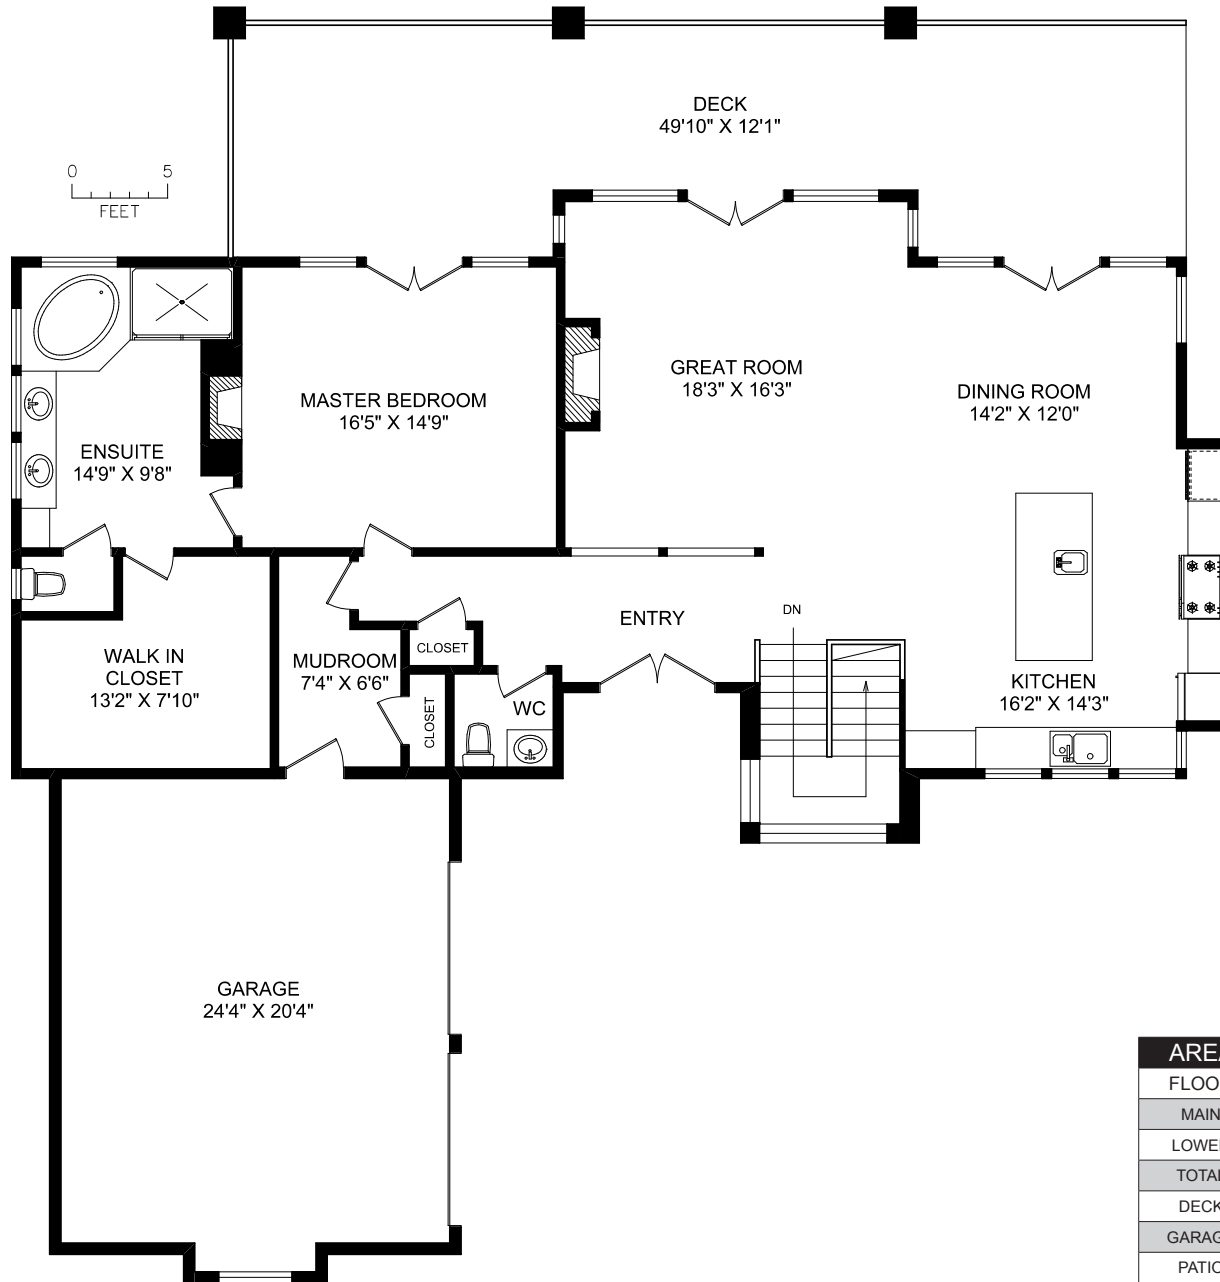 DECK
49'10" X 12'1"
0 5
FEET
GREAT ROOM
18'3" X 16'3"
MASTER BEDROOM
16'5" X 14'9"
DINING ROOM
14'2" X 12'0"
ENSUITE
14'9" X 9'8"
DN
ENTRY
CLOSET
WALK IN
CLOSET
13'2" X 7'10"
MUDROOM
7'4" X 6'6"
KITCHEN
16'2" X 14'3"
CLOSET
WC
GARAGE
24'4" X 20'4"
MAIN
TOTAL
DECK